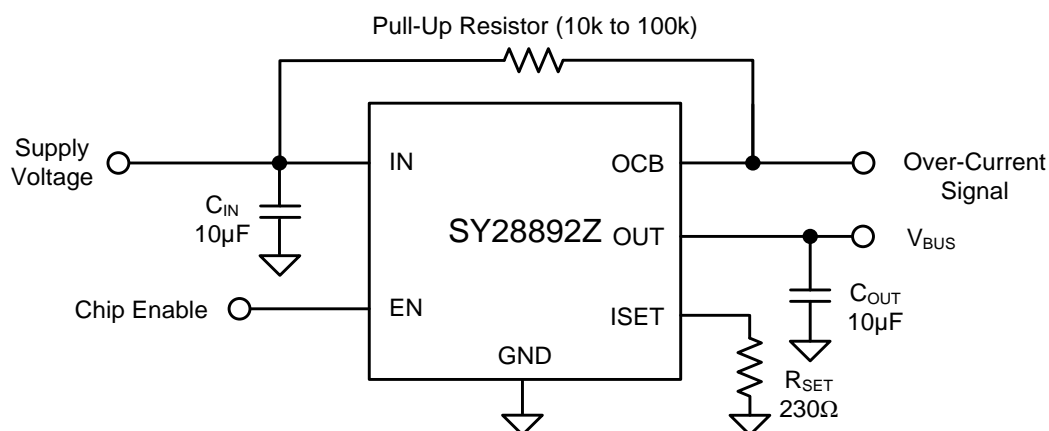 Pull-Up Resistor (10k to 100k)
Supply
Voltage
IN
OCB
Over-Current
Signal
CIN
10µF
SY28892Z
OUT
VBUS
Chip Enable
EN
ISET
COUT
10µF
GND
RSET
230Ω